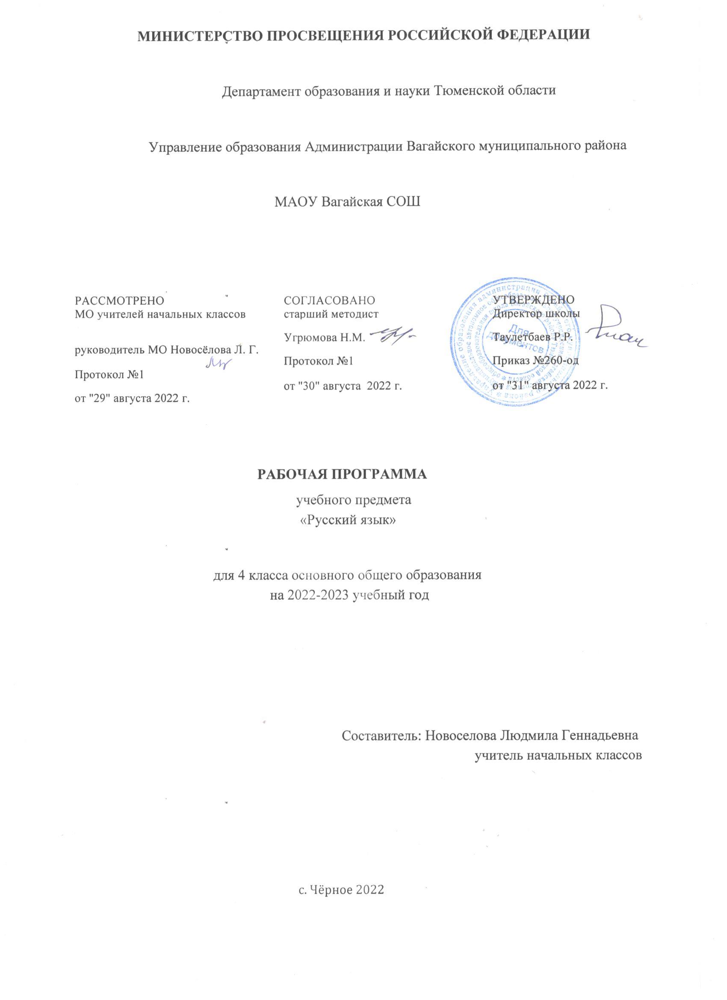 МИНИСТЕРСТВО ПРОСВЕЩЕНИЯ РОССИЙСКОЙ ФЕДЕРАЦИИ
Департамент образования и науки Тюменской области
Управление образования Администрации Вагайского муниципального района
МАОУ Вагайская СОШ
РАССМОТРЕНО
МО учителей начальных классов
руководитель МО Новосёлова Л. Г.
Протокол №1
от "29" августа 2022 г.
СОГЛАСОВАНО
старший методист
Угрюмова Н.М.
Протокол №1
от "30" августа 2022 г.
УТВЕРЖДЕНО
Директор школы
Таулетбаев Р.Р.
Приказ №260-од
от "31" августа 2022 г.
Для
документов
РАБОЧАЯ ПРОГРАММА
учебного предмета
«Русский язык»
для 4 класса основного общего образования
на 2022-2023 учебный год
Составитель: Новоселова Людмила Геннадьевна
учитель начальных классов
с. Чёрное 2022